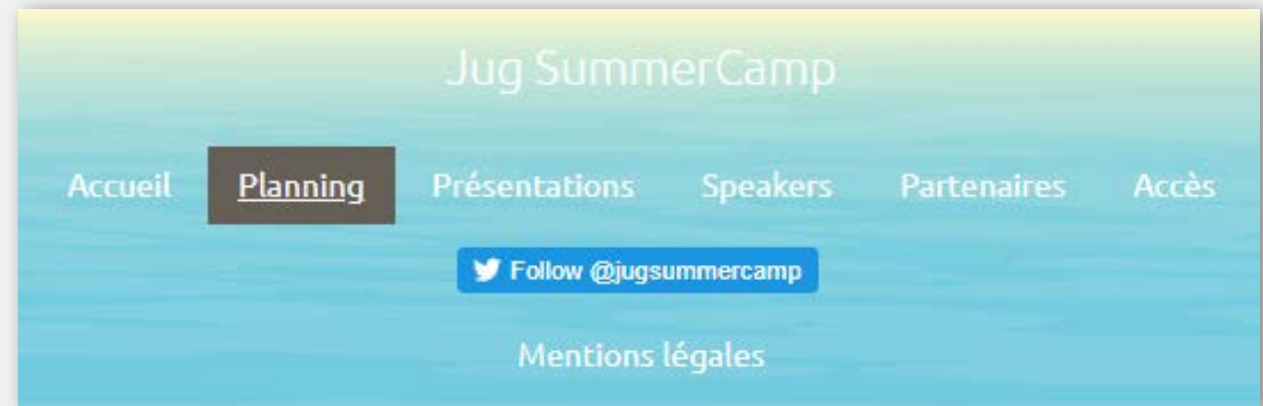 Jug SummerCamp
Accueil Planning Présentations Speakers Partenaires Accès
Follow @jugsummercamp
Mentions légales